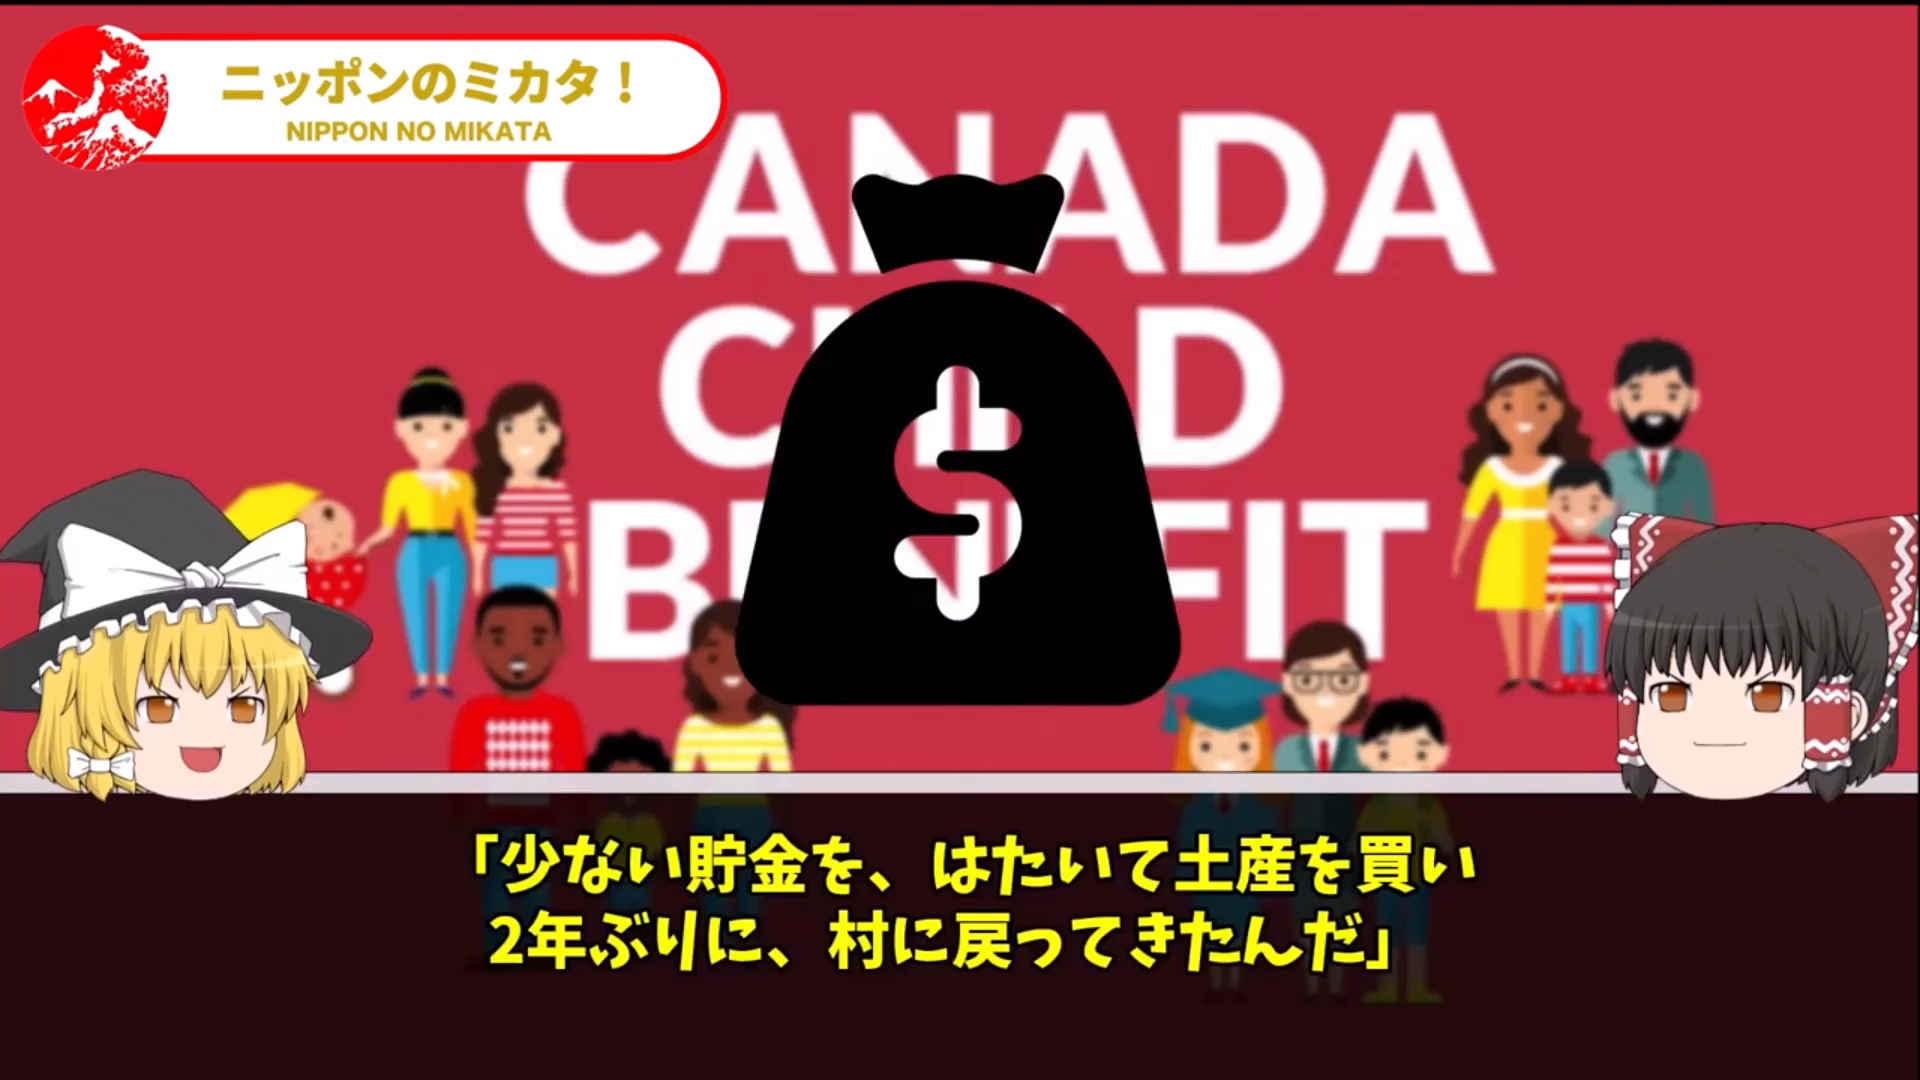 ニッポンのミカタ！
NIPPON NO MIKATA
CANADA
CHILD
BENEFIT
「少ない貯金を、はたいて土産を買い
2年ぶりに、村に戻ってきたんだ」